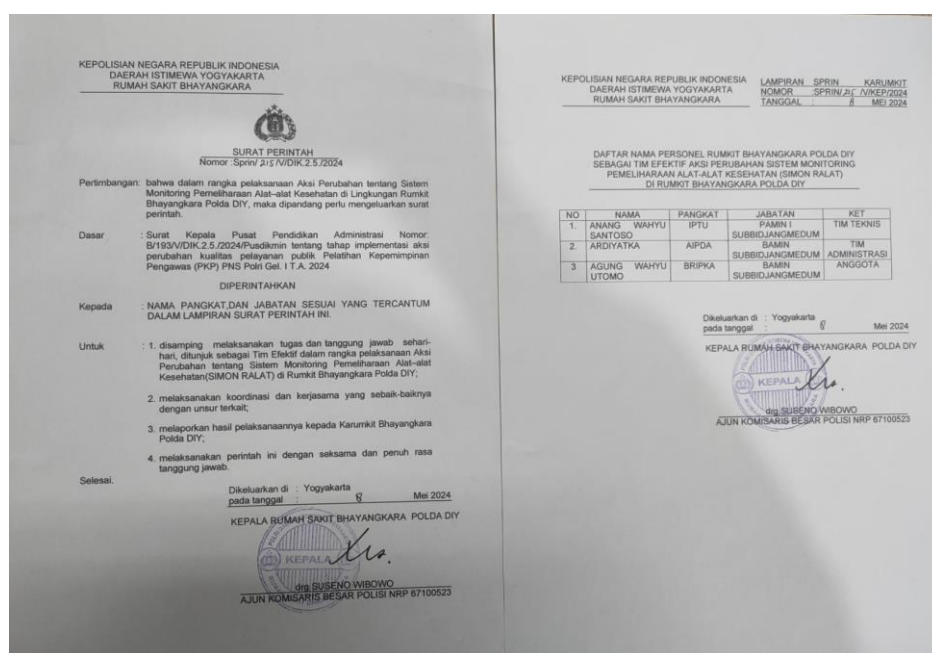 KEPOLISIAN NEGARA REPUBLIK INDONESIA
DAERAH ISTIMEWA YOGYAKARTA
RUMAH SAKIT BHAYANGKARA
SURAT PERINTAH
Nomor :Sprin/ 215 /V/DIK.2.5./2024
Pertimbangan: bahwa dalam rangka pelaksanaan Aksi Perubahan tentang Sistem
Monitoring Pemeliharaan Alat–alat Kesehatan di Lingkungan Rumkit
Bhayangkara Polda DIY, maka dipandang perlu mengeluarkan surat
perintah.
Dasar : Surat Kepala Pusat Pendidikan Administrasi Nomor:
B/193/V/DIK.2.5./2024/Pusdikmin tentang tahap implementasi aksi
perubahan kualitas pelayanan publik Pelatihan Kepemimpinan
Pengawas (PKP) PNS Polri Gel. I T.A. 2024
DIPERINTAHKAN
Kepada : NAMA PANGKAT,DAN JABATAN SESUAI YANG TERCANTUM
DALAM LAMPIRAN SURAT PERINTAH INI.
Untuk : 1. disamping melaksanakan tugas dan tanggung jawab sehari-
hari, ditunjuk sebagai Tim Efektif dalam rangka pelaksanaan Aksi
Perubahan tentang Sistem Monitoring Pemeliharaan Alat–alat
Kesehatan(SIMON RALAT) di Rumkit Bhayangkara Polda DIY;
2. melaksanakan koordinasi dan kerjasama yang sebaik-baiknya
dengan unsur terkait;
3. melaporkan hasil pelaksanaannya kepada Karumkit Bhayangkara
Polda DIY;
4. melaksanakan perintah ini dengan seksama dan penuh rasa
tanggung jawab.
Selesai.
Dikeluarkan di : Yogyakarta
pada tanggal : 8 Mei 2024
KEPALA RUMAH SAKIT BHAYANGKARA POLDA DIY
KEPALA
drg SUSENO WIBOWO
AJUN KOMISARIS BESAR POLISI NRP 67100523
KEPOLISIAN NEGARA REPUBLIK INDONESIA
DAERAH ISTIMEWA YOGYAKARTA
RUMAH SAKIT BHAYANGKARA
LAMPIRAN SPRIN KARUMKIT
NOMOR :SPRIN/ 215 /V/KEP/2024
TANGGAL : 8 MEI 2024
DAFTAR NAMA PERSONEL RUMKIT BHAYANGKARA POLDA DIY
SEBAGAI TIM EFEKTIF AKSI PERUBAHAN SISTEM MONITORING
PEMELIHARAAN ALAT-ALAT KESEHATAN (SIMON RALAT)
DI RUMKIT BHAYANGKARA POLDA DIY
NO NAMA PANGKAT JABATAN KET
1. ANANG WAHYU IPTU PAMIN I TIM TEKNIS
SANTOSO SUBBIDJANGMEDUM
2. ARDIYATKA AIPDA BAMIN TIM
SUBBIDJANGMEDUM ADMINISTRASI
3 AGUNG WAHYU BRIPKA BAMIN ANGGOTA
UTOMO SUBBIDJANGMEDUM
Dikeluarkan di : Yogyakarta
pada tanggal : 8 Mei 2024
KEPALA RUMAH SAKIT BHAYANGKARA POLDA DIY
KEPALA
drg SUSENO WIBOWO
AJUN KOMISARIS BESAR POLISI NRP 67100523